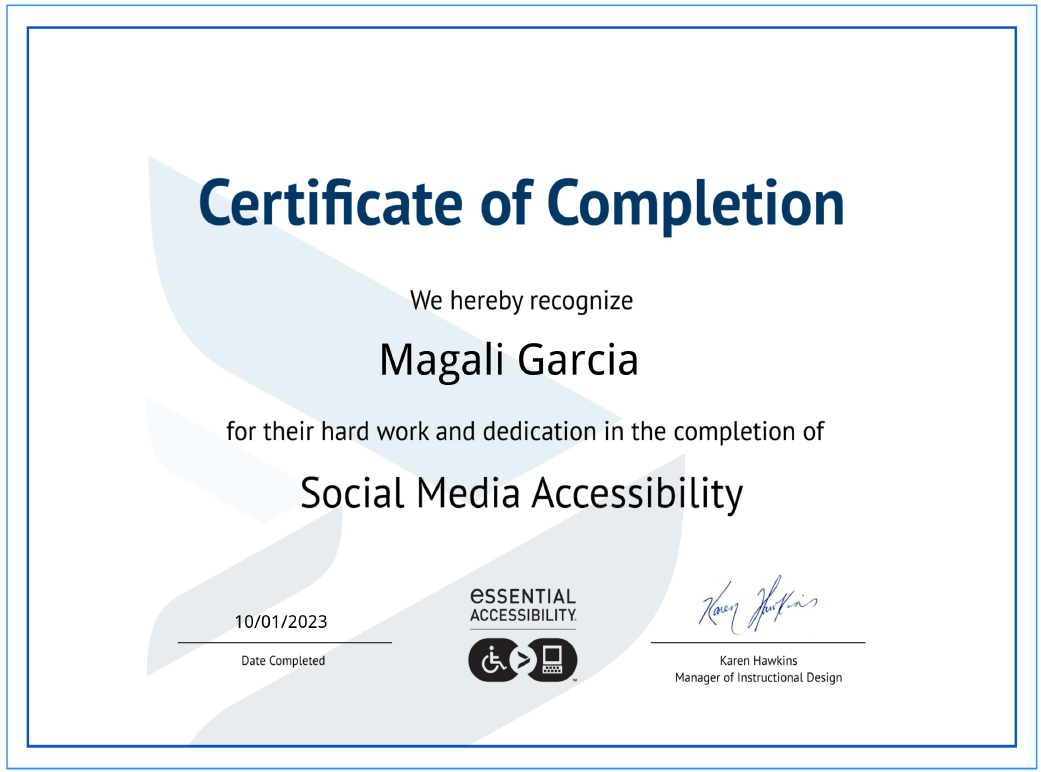 Certificate of Completion
We hereby recognize
Magali Garcia
for their hard work and dedication in the completion of
Social Media Accessibility
10/01/2023
Date Completed
eSSENTIAL
ACCESSIBILITY™
Karen Hawkins
Karen Hawkins
Manager of Instructional Design